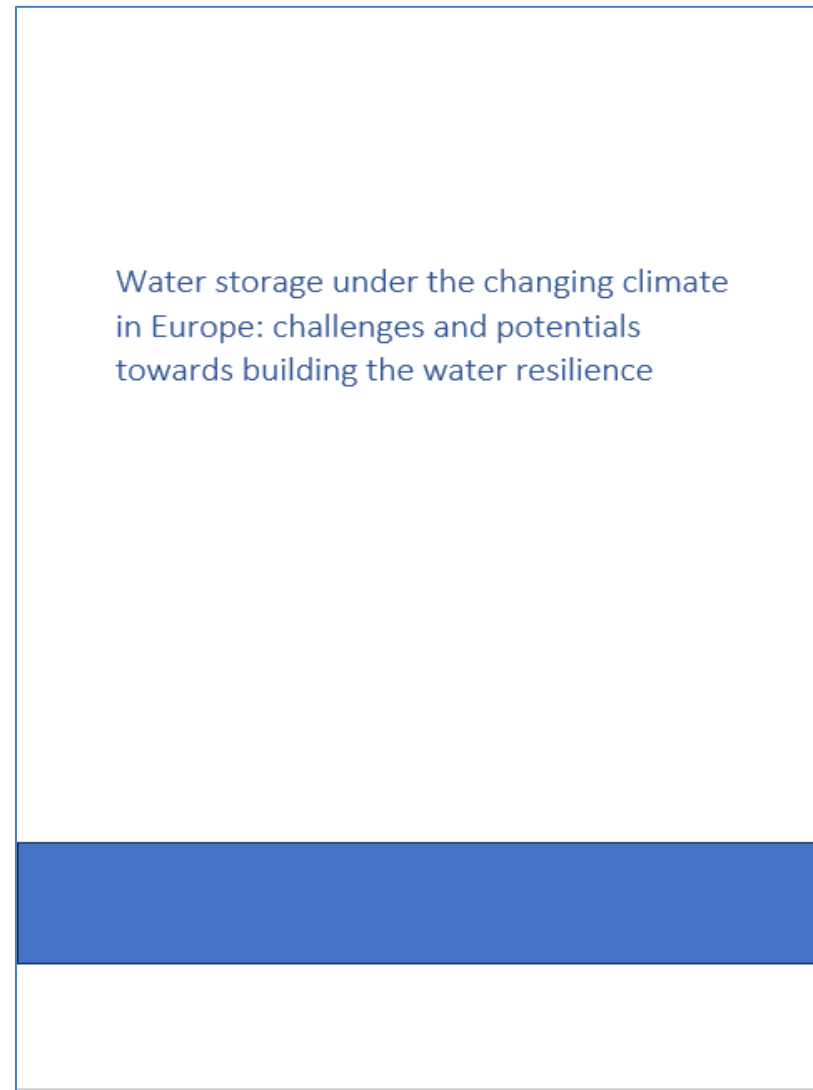 Water storage under the changing climate
in Europe: challenges and potentials
towards building the water resilience